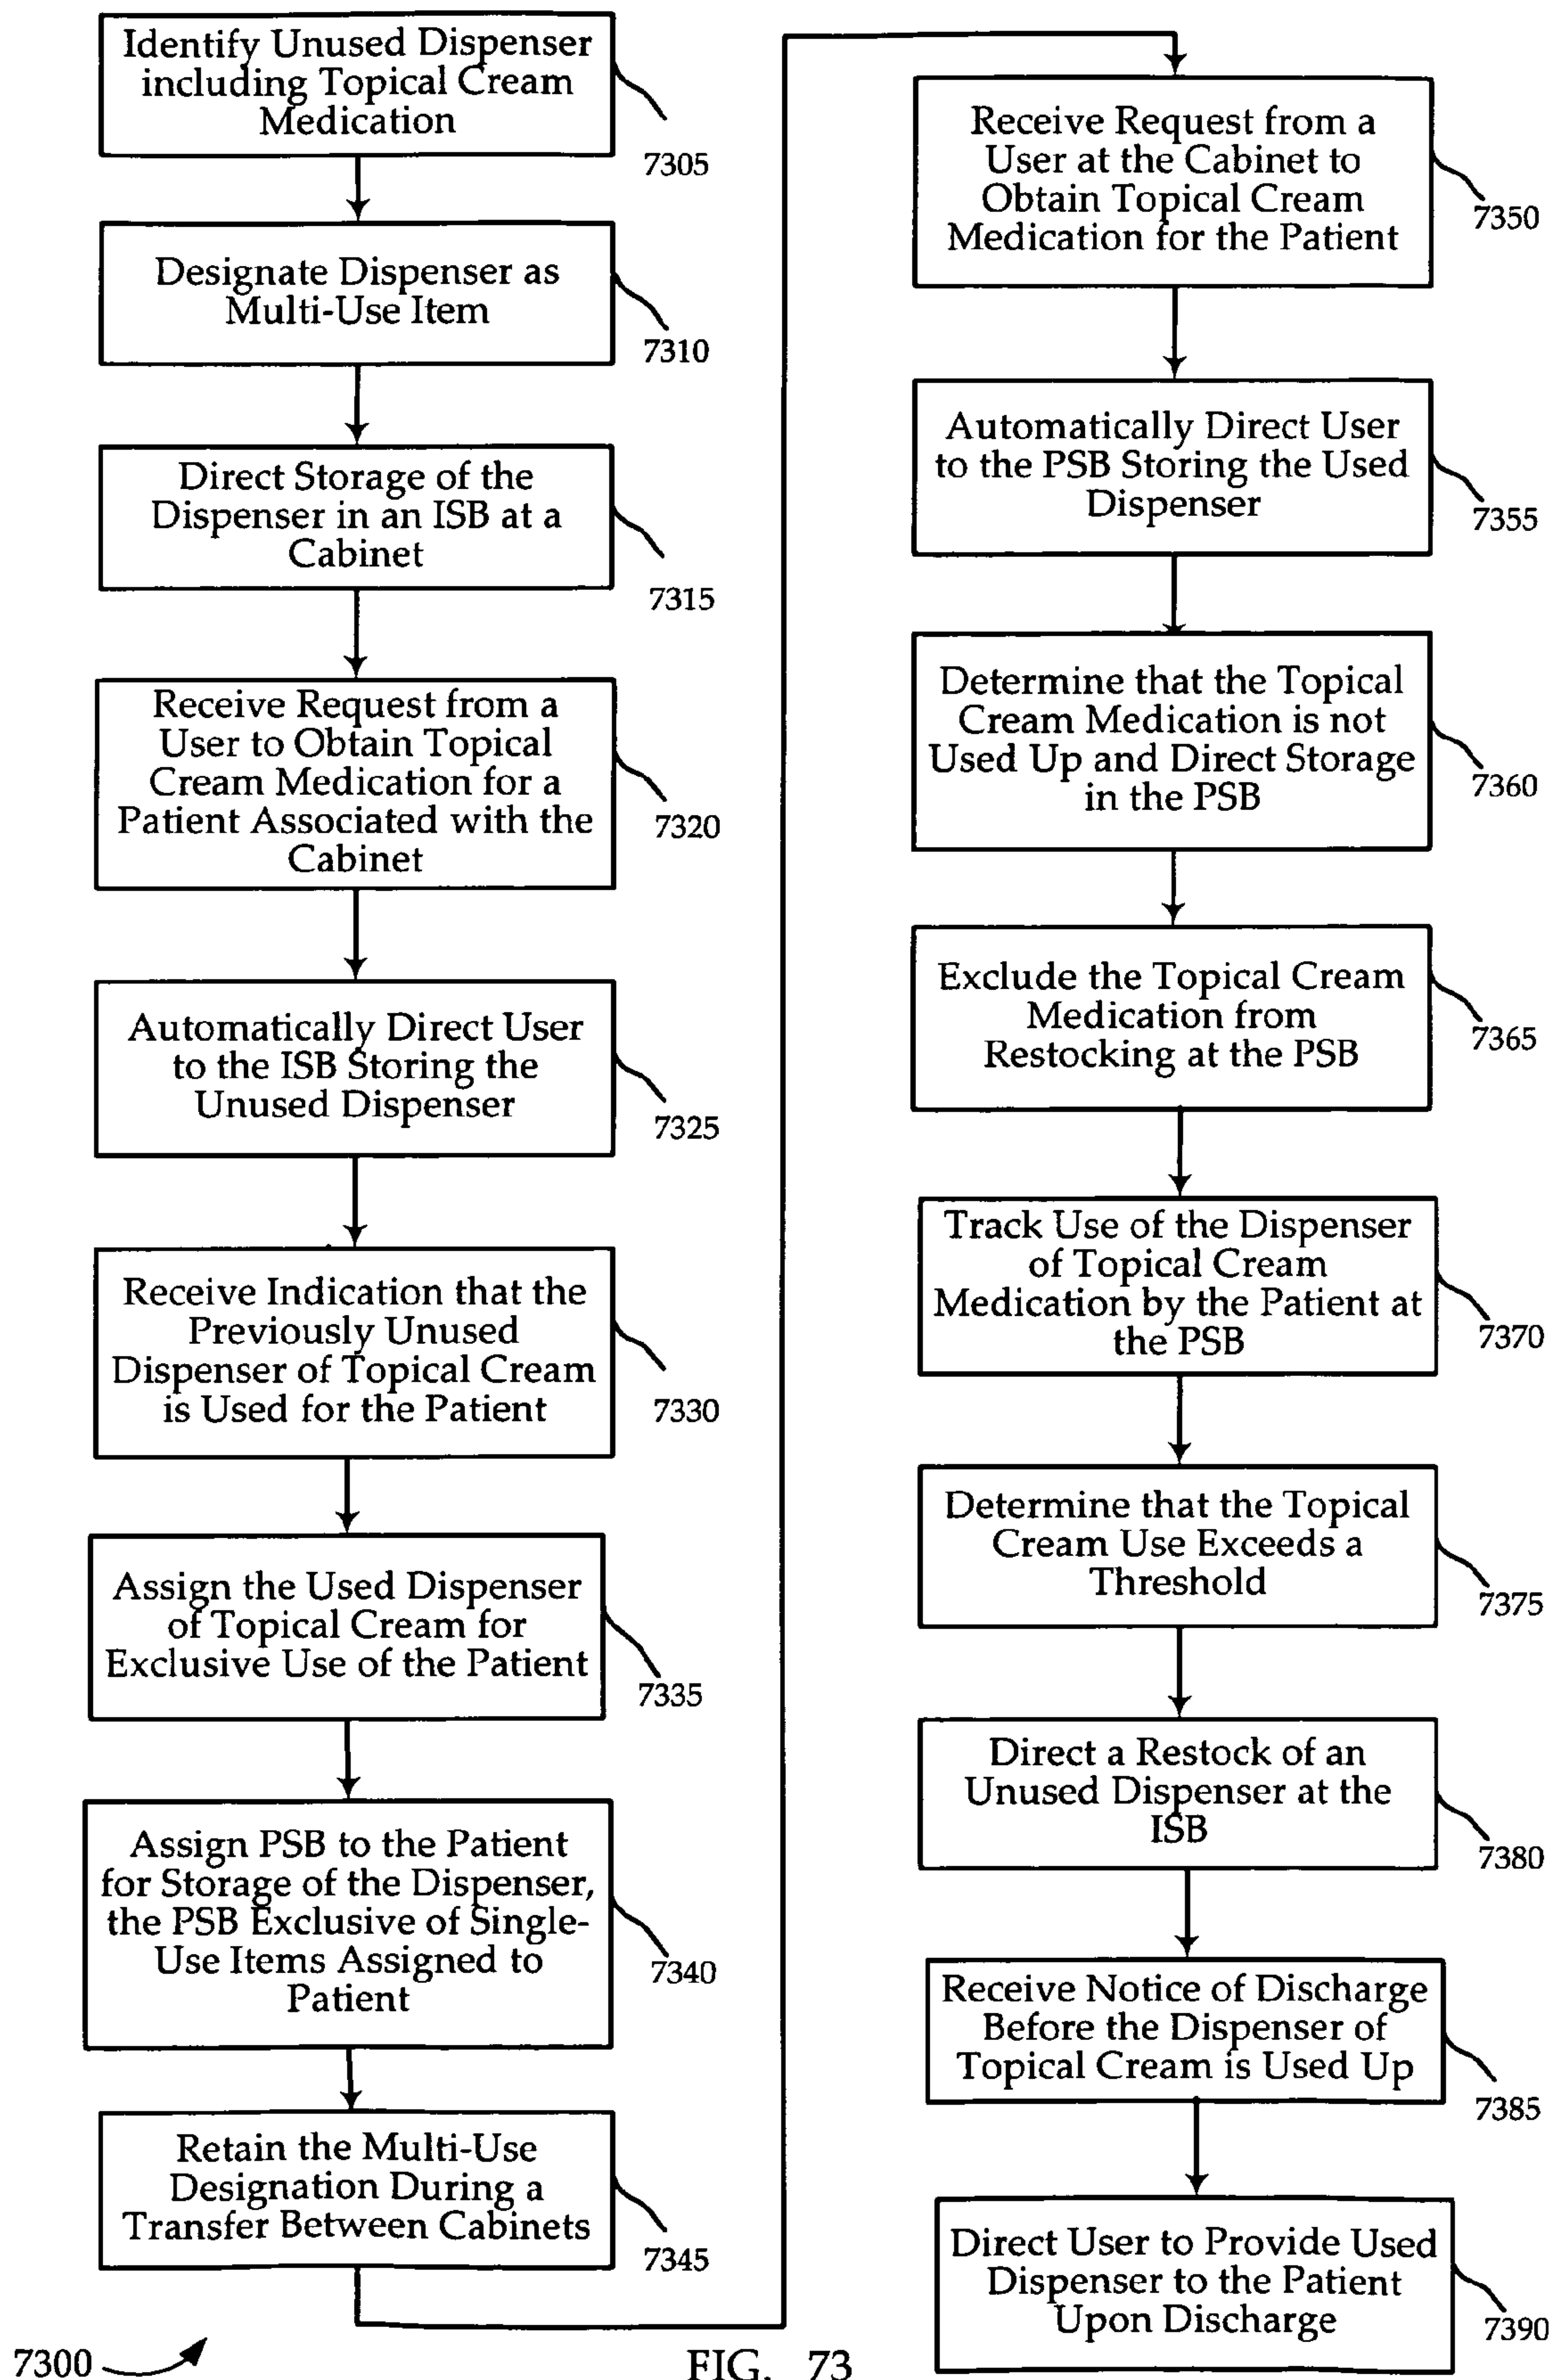 Identify Unused Dispenser
including Topical Cream
Medication
7305
Designate Dispenser as
Multi-Use Item
7310
Direct Storage of the
Dispenser in an ISB at a
Cabinet
7315
Receive Request from a
User to Obtain Topical
Cream Medication for a
Patient Associated with the
Cabinet
7320
Automatically Direct User
to the ISB Storing the
Unused Dispenser
7325
Receive Indication that the
Previously Unused
Dispenser of Topical Cream
is Used for the Patient
7330
Assign the Used Dispenser
of Topical Cream for
Exclusive Use of the Patient
7335
Assign PSB to the Patient
for Storage of the Dispenser,
the PSB Exclusive of Single-
Use Items Assigned to
Patient
7340
Retain the Multi-Use
Designation During a
Transfer Between Cabinets
7345
Receive Request from a
User at the Cabinet to
Obtain Topical Cream
Medication for the Patient
7350
Automatically Direct User
to the PSB Storing the Used
Dispenser
7355
Determine that the Topical
Cream Medication is not
Used Up and Direct Storage
in the PSB
7360
Exclude the Topical Cream
Medication from
Restocking at the PSB
7365
Track Use of the Dispenser
of Topical Cream
Medication by the Patient at
the PSB
7370
Determine that the Topical
Cream Use Exceeds a
Threshold
7375
Direct a Restock of an
Unused Dispenser at the
ISB
7380
Receive Notice of Discharge
Before the Dispenser of
Topical Cream is Used Up
7385
Direct User to Provide Used
Dispenser to the Patient
Upon Discharge
7390
7300
FIG. 73